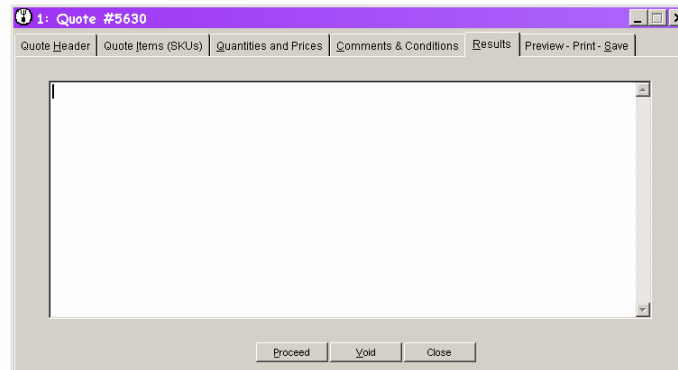 1: Quote #5630
Quote Header Quote Items (SKUs) Quantities and Prices Comments & Conditions Results Preview - Print - Save
Proceed Void Close